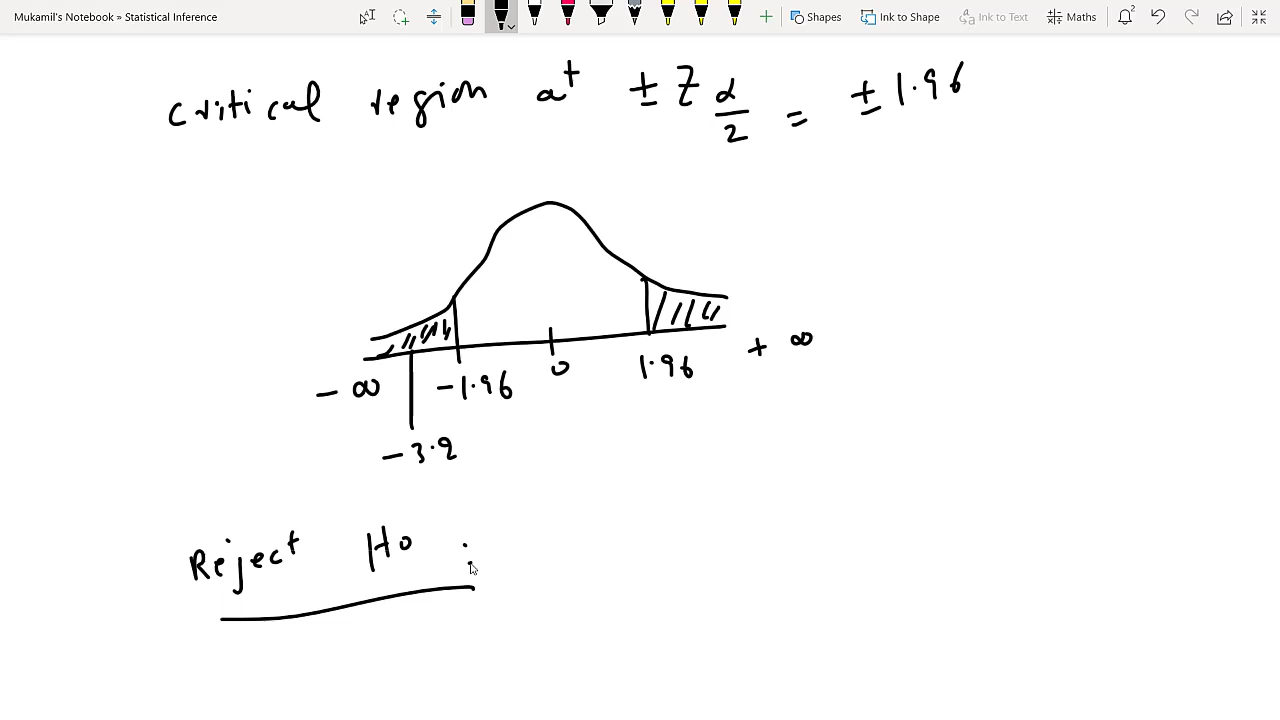 Mukamil's Notebook » Statistical Inference
Shapes Ink to Shape Ink to Text Maths
critical region at ± Z α/2 = ± 1.96
- ∞ -1.96 0 1.96 + ∞
-3.2
Reject Ho :